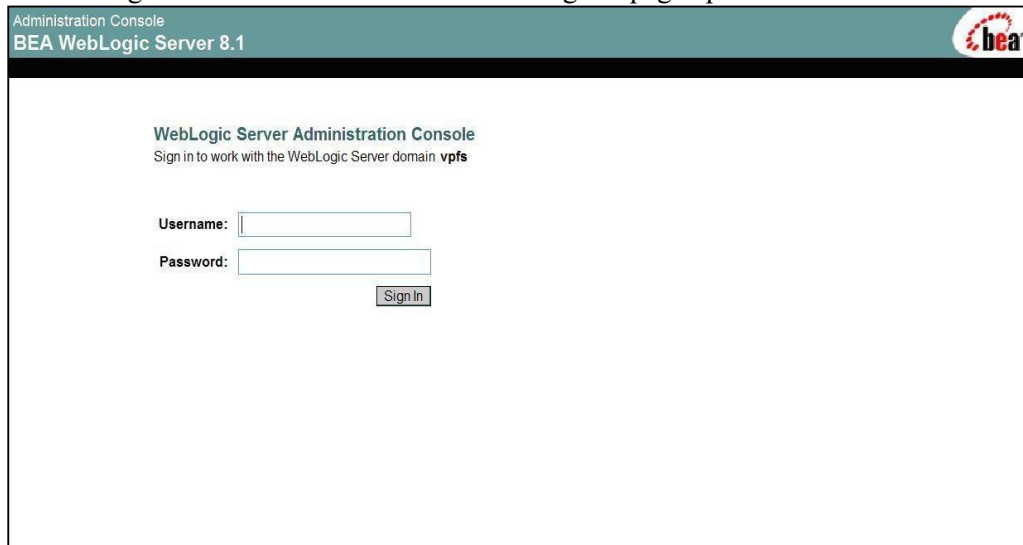 Administration Console
BEA WebLogic Server 8.1
bea
WebLogic Server Administration Console
Sign in to work with the WebLogic Server domain vpfs
Username:
Password:
Sign In